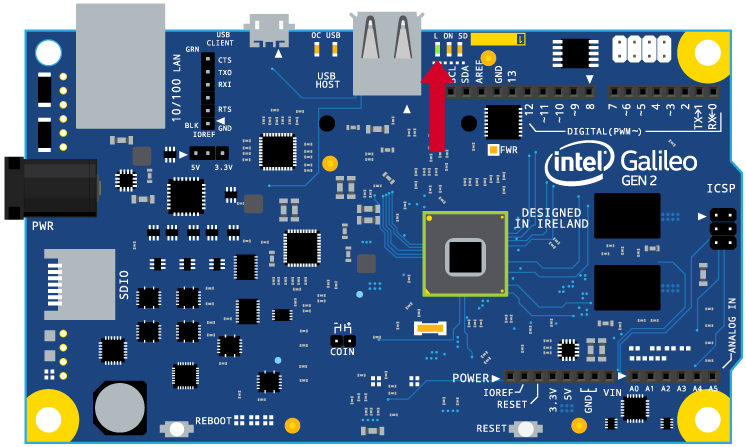 USB
CLIENT
OC USB
L ON SD
1
GRN
CTS
TXO
RXI
RTS
BLK
GND
10/100 LAN
USB
HOST
SCL
SDA
AREF
GND
13
12
~11
~10
~9
8
7
~6
~5
4
~3
2
TX→1
RX←0
DIGITAL(PWM~)
IOREF
5V 3.3V
FWR
intel Galileo
GEN 2
ICSP
PWR
DESIGNED
IN IRELAND
SDIO
COIN
ANALOG IN
POWER
IOREF
RESET
3.3V
5V
GND
VIN
A0 A1 A2 A3 A4 A5
REBOOT
RESET